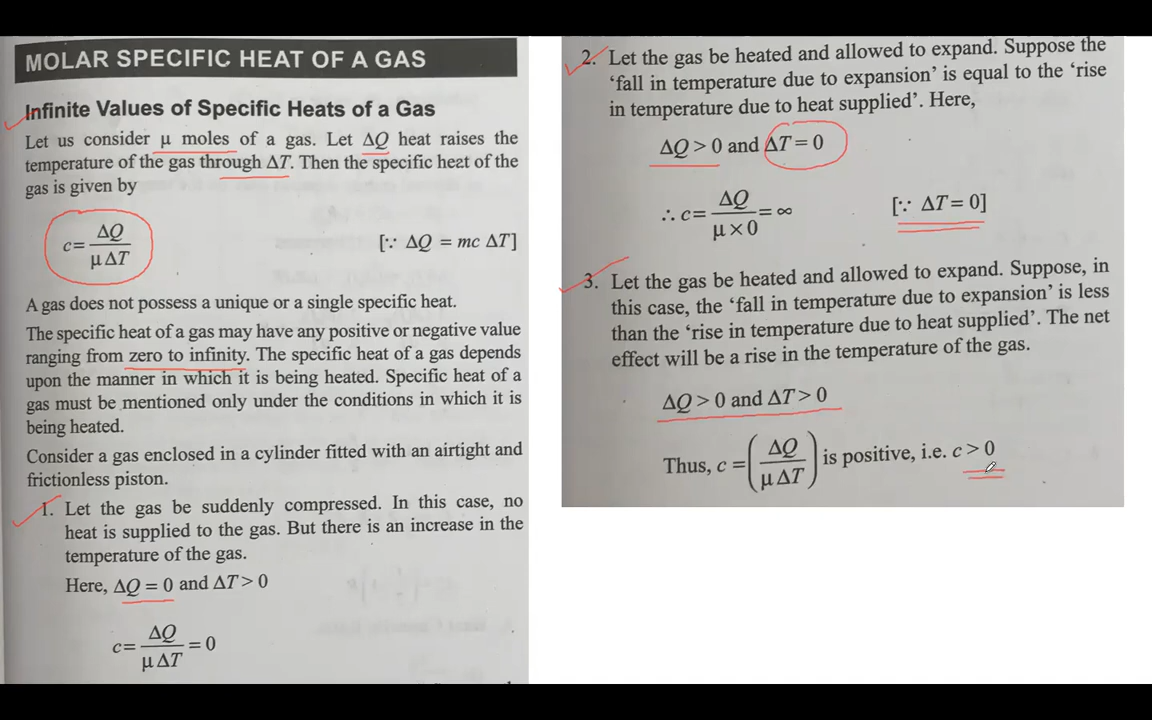 MOLAR SPECIFIC HEAT OF A GAS
Infinite Values of Specific Heats of a Gas
Let us consider μ moles of a gas. Let ΔQ heat raises the
temperature of the gas through ΔT. Then the specific heat of the
gas is given by
c= ΔQ / μ ΔT [∵ ΔQ = mc ΔT]
A gas does not possess a unique or a single specific heat.
The specific heat of a gas may have any positive or negative value
ranging from zero to infinity. The specific heat of a gas depends
upon the manner in which it is being heated. Specific heat of a
gas must be mentioned only under the conditions in which it is
being heated.
Consider a gas enclosed in a cylinder fitted with an airtight and
frictionless piston.
1. Let the gas be suddenly compressed. In this case, no
heat is supplied to the gas. But there is an increase in the
temperature of the gas.
Here, ΔQ = 0 and ΔT > 0
c= ΔQ / μ ΔT = 0
2. Let the gas be heated and allowed to expand. Suppose the
‘fall in temperature due to expansion’ is equal to the ‘rise
in temperature due to heat supplied’. Here,
ΔQ > 0 and ΔT = 0
∴ c= ΔQ / μ × 0 = ∞ [∵ ΔT = 0]
3. Let the gas be heated and allowed to expand. Suppose, in
this case, the ‘fall in temperature due to expansion’ is less
than the ‘rise in temperature due to heat supplied’. The net
effect will be a rise in the temperature of the gas.
ΔQ > 0 and ΔT > 0
Thus, c = (ΔQ / μ ΔT) is positive, i.e. c > 0